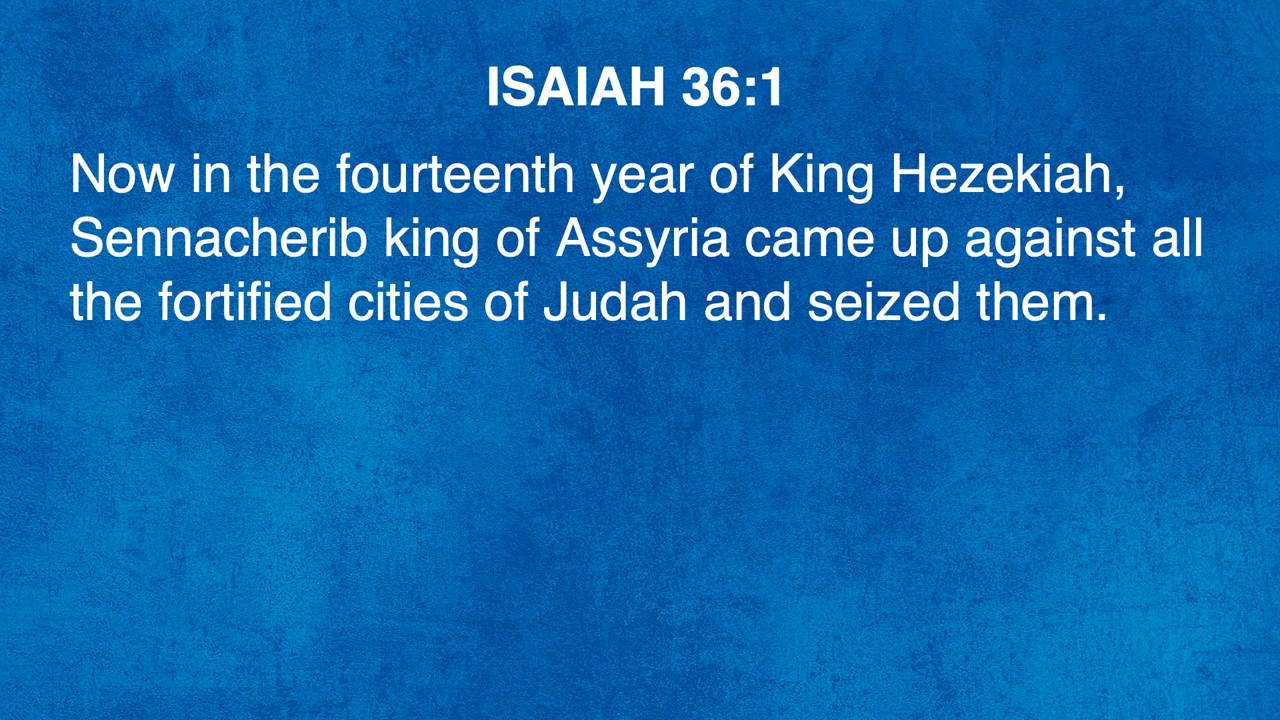 ISAIAH 36:1
Now in the fourteenth year of King Hezekiah,
Sennacherib king of Assyria came up against all
the fortified cities of Judah and seized them.